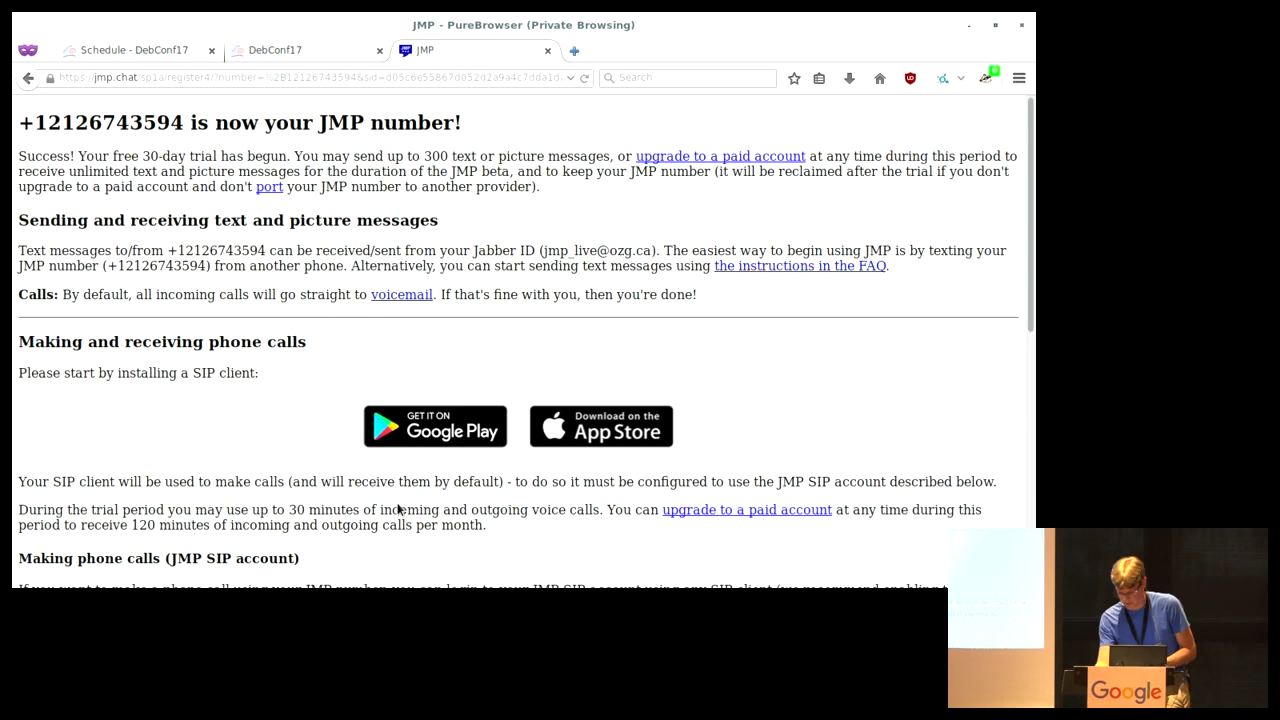 JMP - PureBrowser (Private Browsing)
Schedule - DebConf17
DebConf17
JMP
Search
+12126743594 is now your JMP number!
Success! Your free 30-day trial has begun. You may send up to 300 text or picture messages, or upgrade to a paid account at any time during this period to
receive unlimited text and picture messages for the duration of the JMP beta, and to keep your JMP number (it will be reclaimed after the trial if you don't
upgrade to a paid account and don't port your JMP number to another provider).
Sending and receiving text and picture messages
Text messages to/from +12126743594 can be received/sent from your Jabber ID (jmp_live@ozg.ca). The easiest way to begin using JMP is by texting your
JMP number (+12126743594) from another phone. Alternatively, you can start sending text messages using the instructions in the FAQ.
Calls: By default, all incoming calls will go straight to voicemail. If that's fine with you, then you're done!
Making and receiving phone calls
Please start by installing a SIP client:
GET IT ON
Google Play
Download on the
App Store
Your SIP client will be used to make calls (and will receive them by default) - to do so it must be configured to use the JMP SIP account described below.
During the trial period you may use up to 30 minutes of incoming and outgoing voice calls. You can upgrade to a paid account at any time during this
period to receive 120 minutes of incoming and outgoing calls per month.
Making phone calls (JMP SIP account)
Google